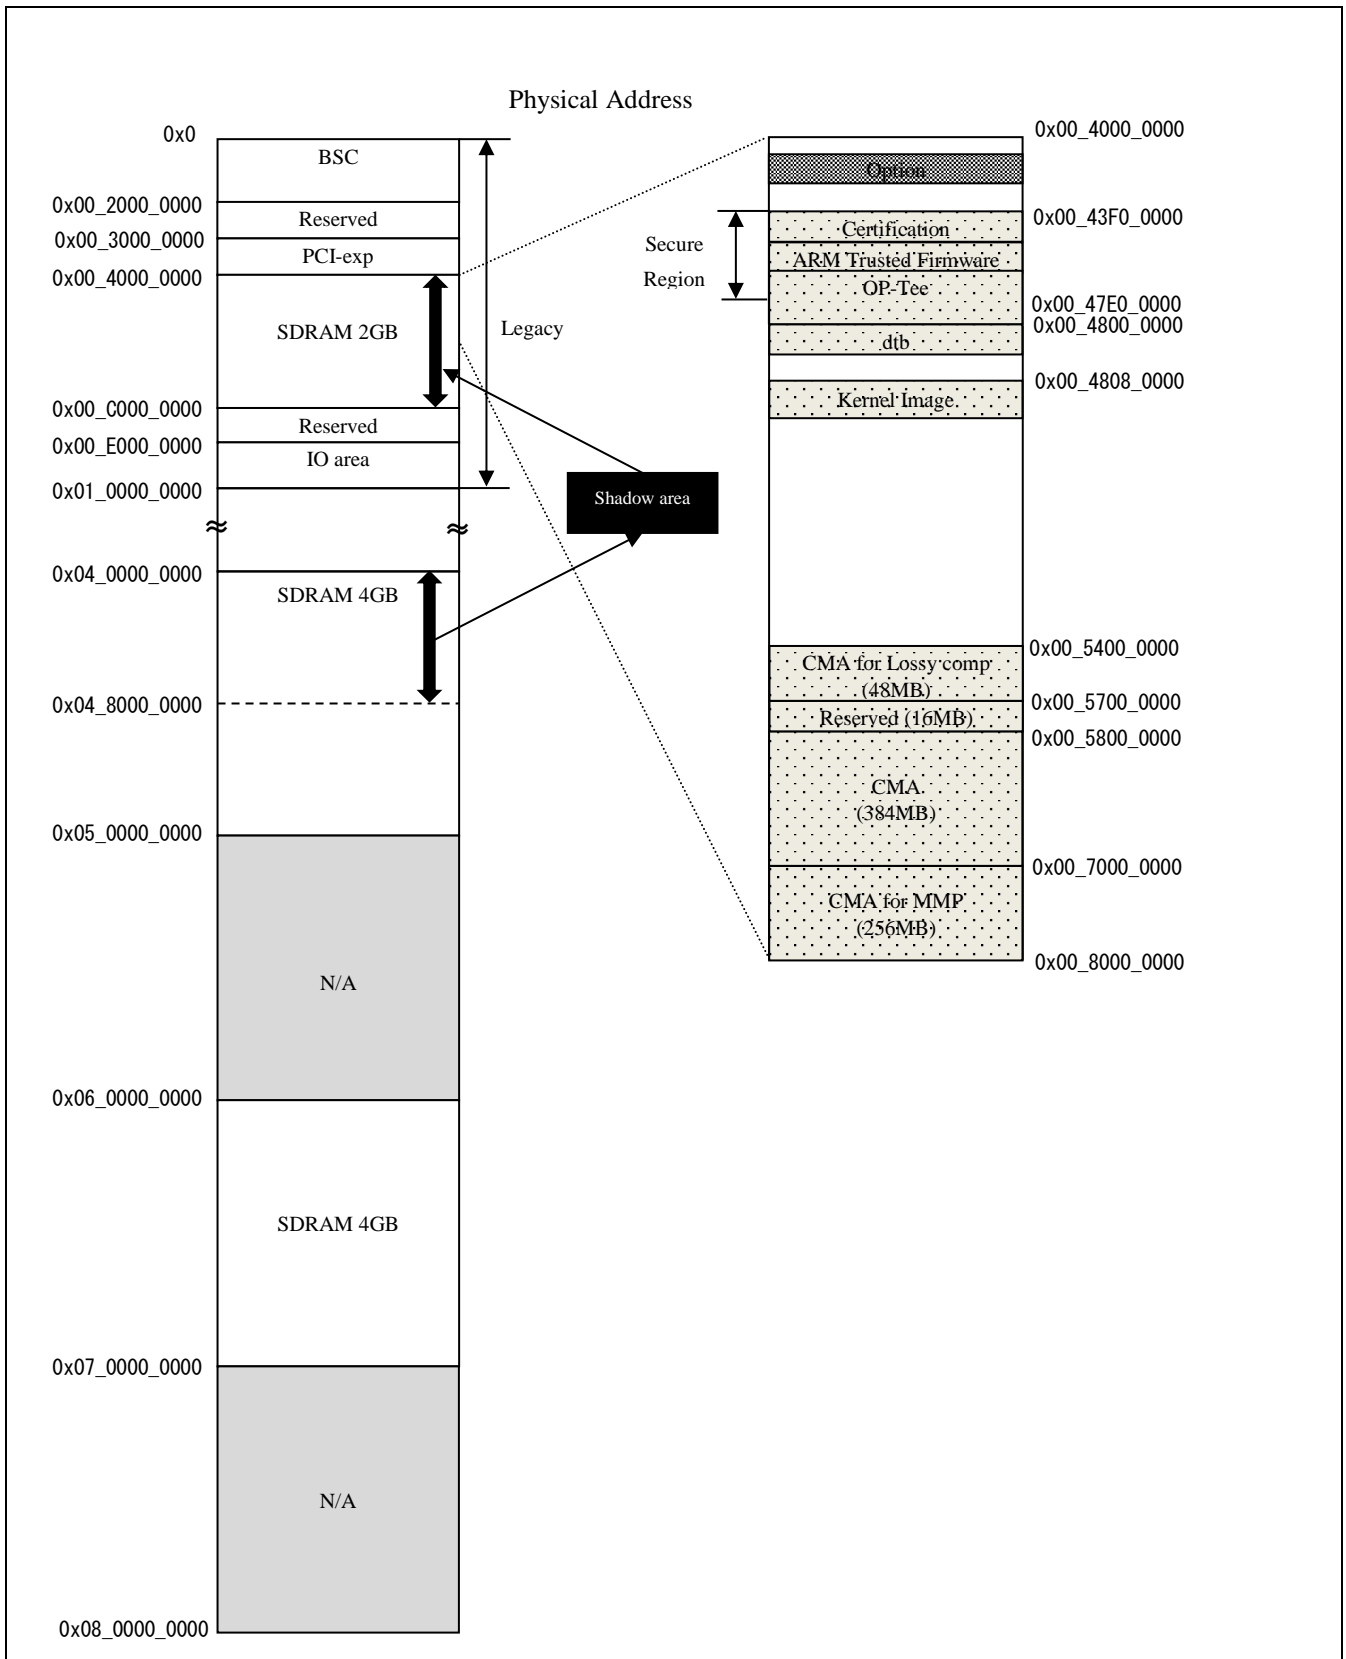 Physical Address
0x0
BSC
0x00_2000_0000
Reserved
0x00_3000_0000
PCI-exp
0x00_4000_0000
SDRAM 2GB
Legacy
0x00_C000_0000
Reserved
0x00_E000_0000
IO area
0x01_0000_0000
≈
≈
Shadow area
0x04_0000_0000
SDRAM 4GB
0x04_8000_0000
0x05_0000_0000
N/A
0x06_0000_0000
SDRAM 4GB
0x07_0000_0000
N/A
0x08_0000_0000
0x00_4000_0000
Option
0x00_43F0_0000
Secure
Region
Certification
ARM Trusted Firmware
OP-Tee
0x00_47E0_0000
0x00_4800_0000
dtb
0x00_4808_0000
Kernel Image
0x00_5400_0000
CMA for Lossy comp
(48MB)
0x00_5700_0000
Reserved (16MB)
0x00_5800_0000
CMA
(384MB)
0x00_7000_0000
CMA for MMP
(256MB)
0x00_8000_0000